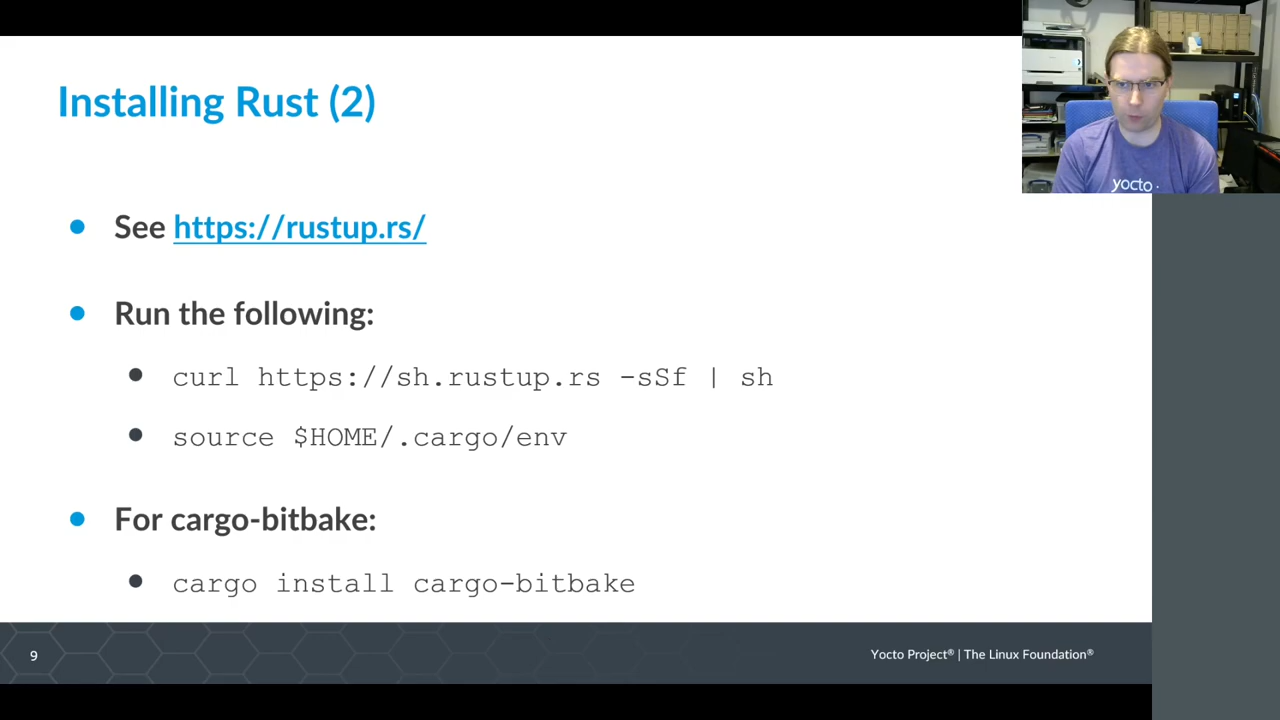 Installing Rust (2)
See https://rustup.rs/
Run the following:
curl https://sh.rustup.rs -sSf | sh
source $HOME/.cargo/env
For cargo-bitbake:
cargo install cargo-bitbake
9
Yocto Project® | The Linux Foundation®
yocto